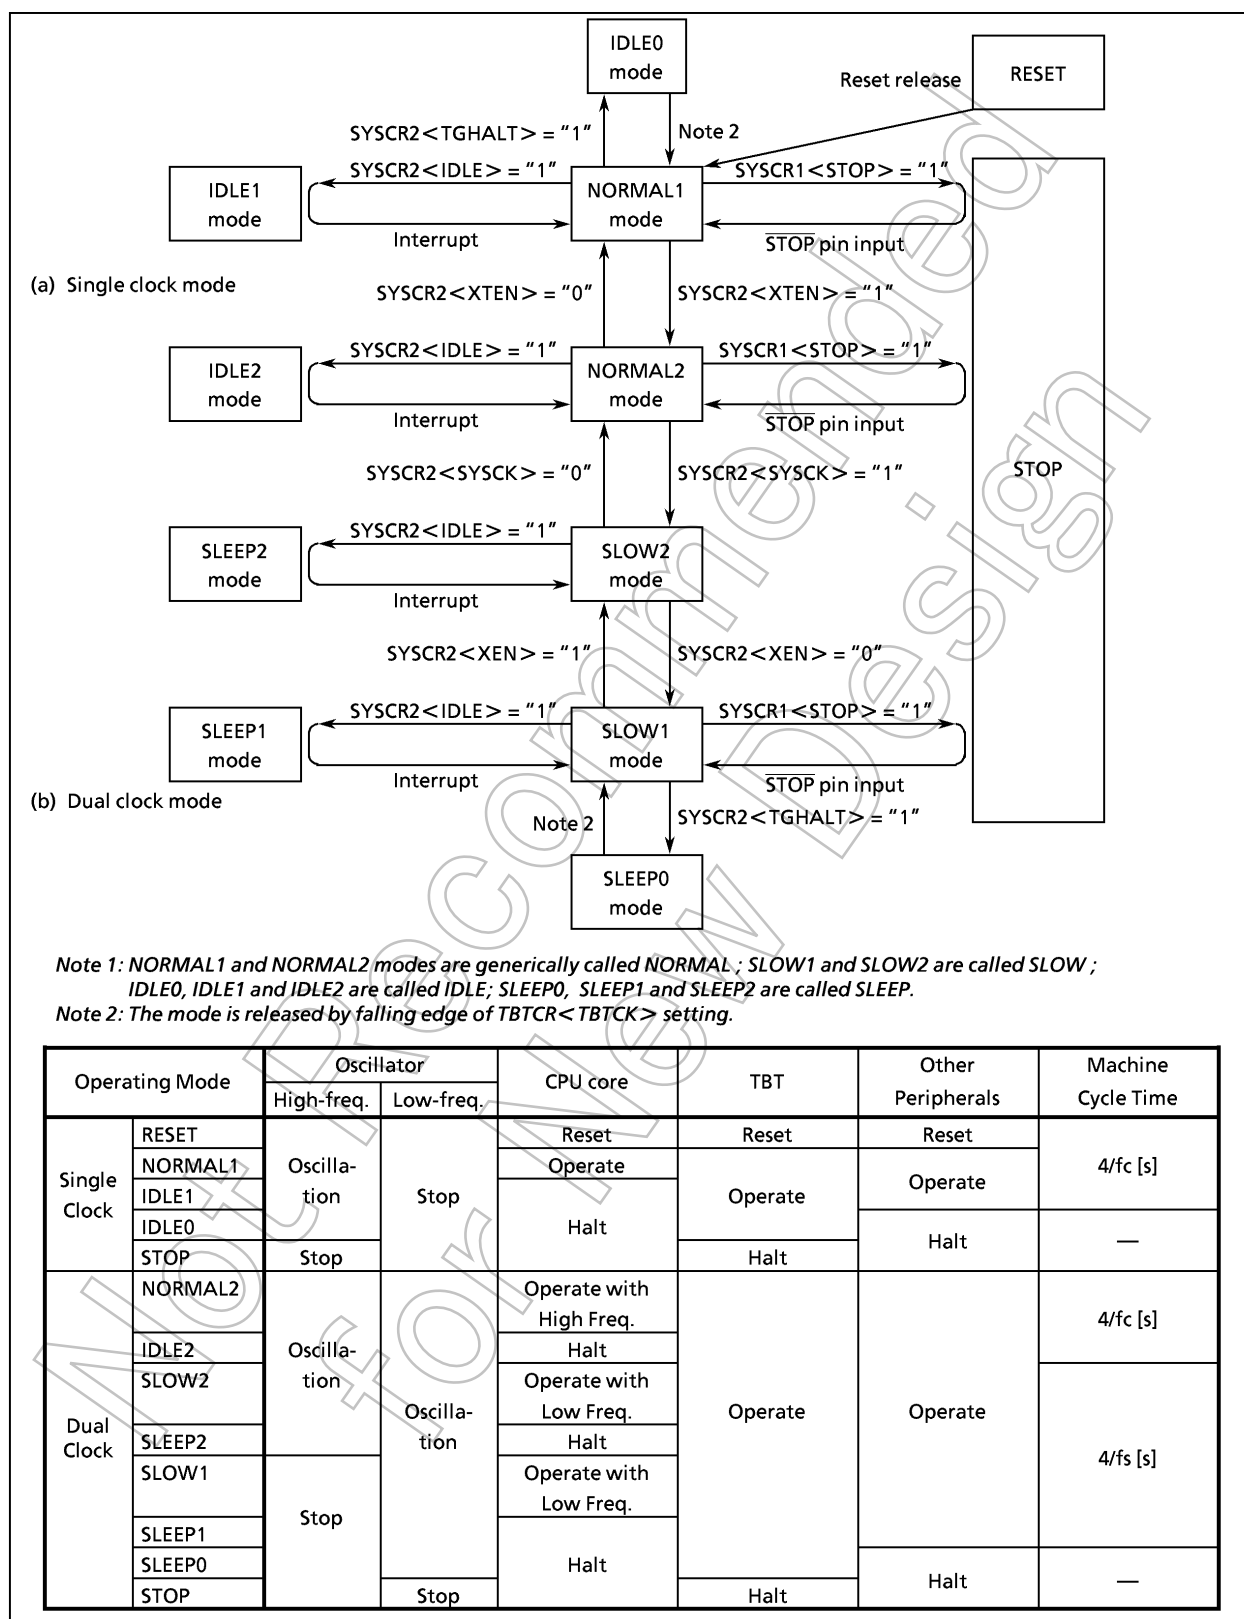 IDLE0
mode
RESET
Reset release
SYSCR2<TGHALT> = “1”
Note 2
IDLE1
mode
SYSCR2<IDLE> = “1”
Interrupt
NORMAL1
mode
SYSCR1<STOP> = “1”
STOP pin input
(a) Single clock mode
SYSCR2<XTEN> = “0”
SYSCR2<XTEN> = “1”
IDLE2
mode
SYSCR2<IDLE> = “1”
Interrupt
NORMAL2
mode
SYSCR1<STOP> = “1”
STOP pin input
STOP
SYSCR2<SYSCK> = “0”
SYSCR2<SYSCK> = “1”
SLEEP2
mode
SYSCR2<IDLE> = “1”
Interrupt
SLOW2
mode
SYSCR2<XEN> = “1”
SYSCR2<XEN> = “0”
SLEEP1
mode
SYSCR2<IDLE> = “1”
Interrupt
SLOW1
mode
SYSCR1<STOP> = “1”
STOP pin input
(b) Dual clock mode
Note 2
SYSCR2<TGHALT> = “1”
SLEEP0
mode
Note 1: NORMAL1 and NORMAL2 modes are generically called NORMAL ; SLOW1 and SLOW2 are called SLOW ;
IDLE0, IDLE1 and IDLE2 are called IDLE; SLEEP0, SLEEP1 and SLEEP2 are called SLEEP.
Note 2: The mode is released by falling edge of TBTCR<TBTCK> setting.
Operating Mode
Oscillator
High-freq.
Low-freq.
CPU core
TBT
Other
Peripherals
Machine
Cycle Time
Single
Clock
RESET
NORMAL1
IDLE1
IDLE0
STOP
Oscilla-
tion
Stop
Stop
Reset
Operate
Halt
Reset
Operate
Halt
Reset
Operate
Halt
4/fc [s]
—
Dual
Clock
NORMAL2
IDLE2
SLOW2
SLEEP2
SLOW1
SLEEP1
SLEEP0
STOP
Oscilla-
tion
Stop
Oscilla-
tion
Stop
Operate with
High Freq.
Halt
Operate with
Low Freq.
Halt
Operate with
Low Freq.
Halt
Operate
Halt
Operate
Halt
4/fc [s]
4/fs [s]
—
Not Recommended
for New Design